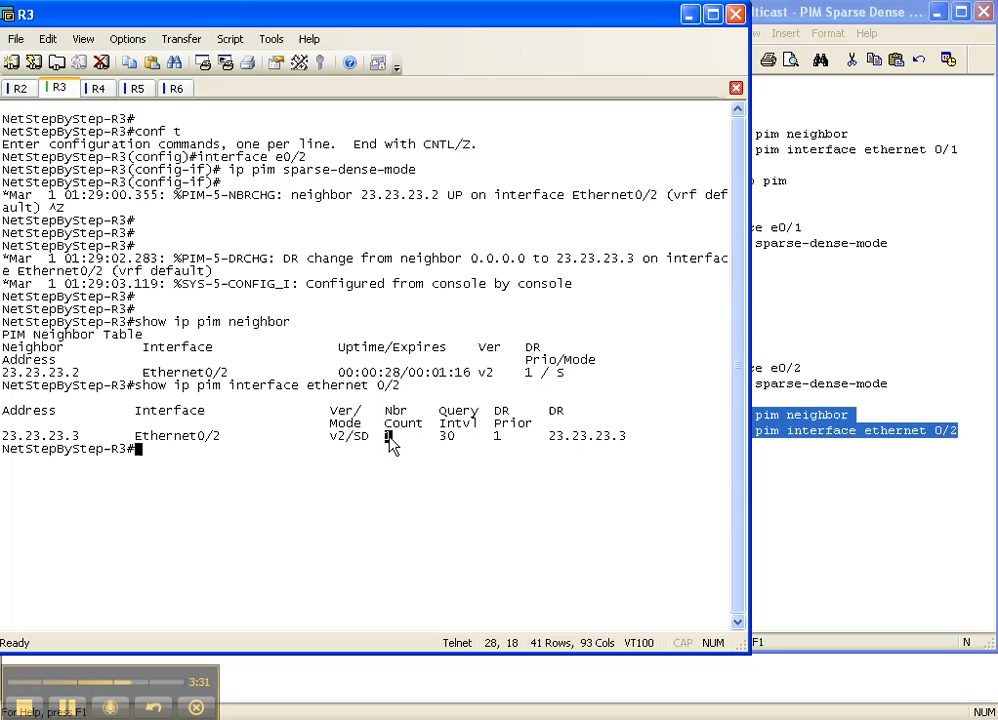 R3
File Edit View Options Transfer Script Tools Help
R2 R3 R4 R5 R6
NetStepByStep-R3#
NetStepByStep-R3#conf t
Enter configuration commands, one per line.  End with CNTL/Z.
NetStepByStep-R3(config)#interface e0/2
NetStepByStep-R3(config-if)# ip pim sparse-dense-mode
NetStepByStep-R3(config-if)#
*Mar  1 01:29:00.355: %PIM-5-NBRCHG: neighbor 23.23.23.2 UP on interface Ethernet0/2 (vrf def
ault) ^Z
NetStepByStep-R3#
NetStepByStep-R3#
NetStepByStep-R3#
*Mar  1 01:29:02.283: %PIM-5-DRCHG: DR change from neighbor 0.0.0.0 to 23.23.23.3 on interfac
e Ethernet0/2 (vrf default)
*Mar  1 01:29:03.119: %SYS-5-CONFIG_I: Configured from console by console
NetStepByStep-R3#
NetStepByStep-R3#
NetStepByStep-R3#show ip pim neighbor
PIM Neighbor Table
Neighbor Interface Uptime/Expires Ver DR
Address Prio/Mode
23.23.23.2 Ethernet0/2 00:00:28/00:01:16 v2 1 / S
NetStepByStep-R3#show ip pim interface ethernet 0/2
Address Interface Ver/ Nbr Query DR DR
Mode Count Intvl Prior
23.23.23.3 Ethernet0/2 v2/SD 1 30 1 23.23.23.3
NetStepByStep-R3#
Ready Telnet 28, 18 41 Rows, 93 Cols VT100 CAP NUM
ulticast - PIM Sparse Dense ...
w Insert Format Help
pim neighbor
pim interface ethernet 0/1
pim
e e0/1
sparse-dense-mode
e e0/2
sparse-dense-mode
pim neighbor
pim interface ethernet 0/2
F1 N
3:31
For Help, press F1 NUM